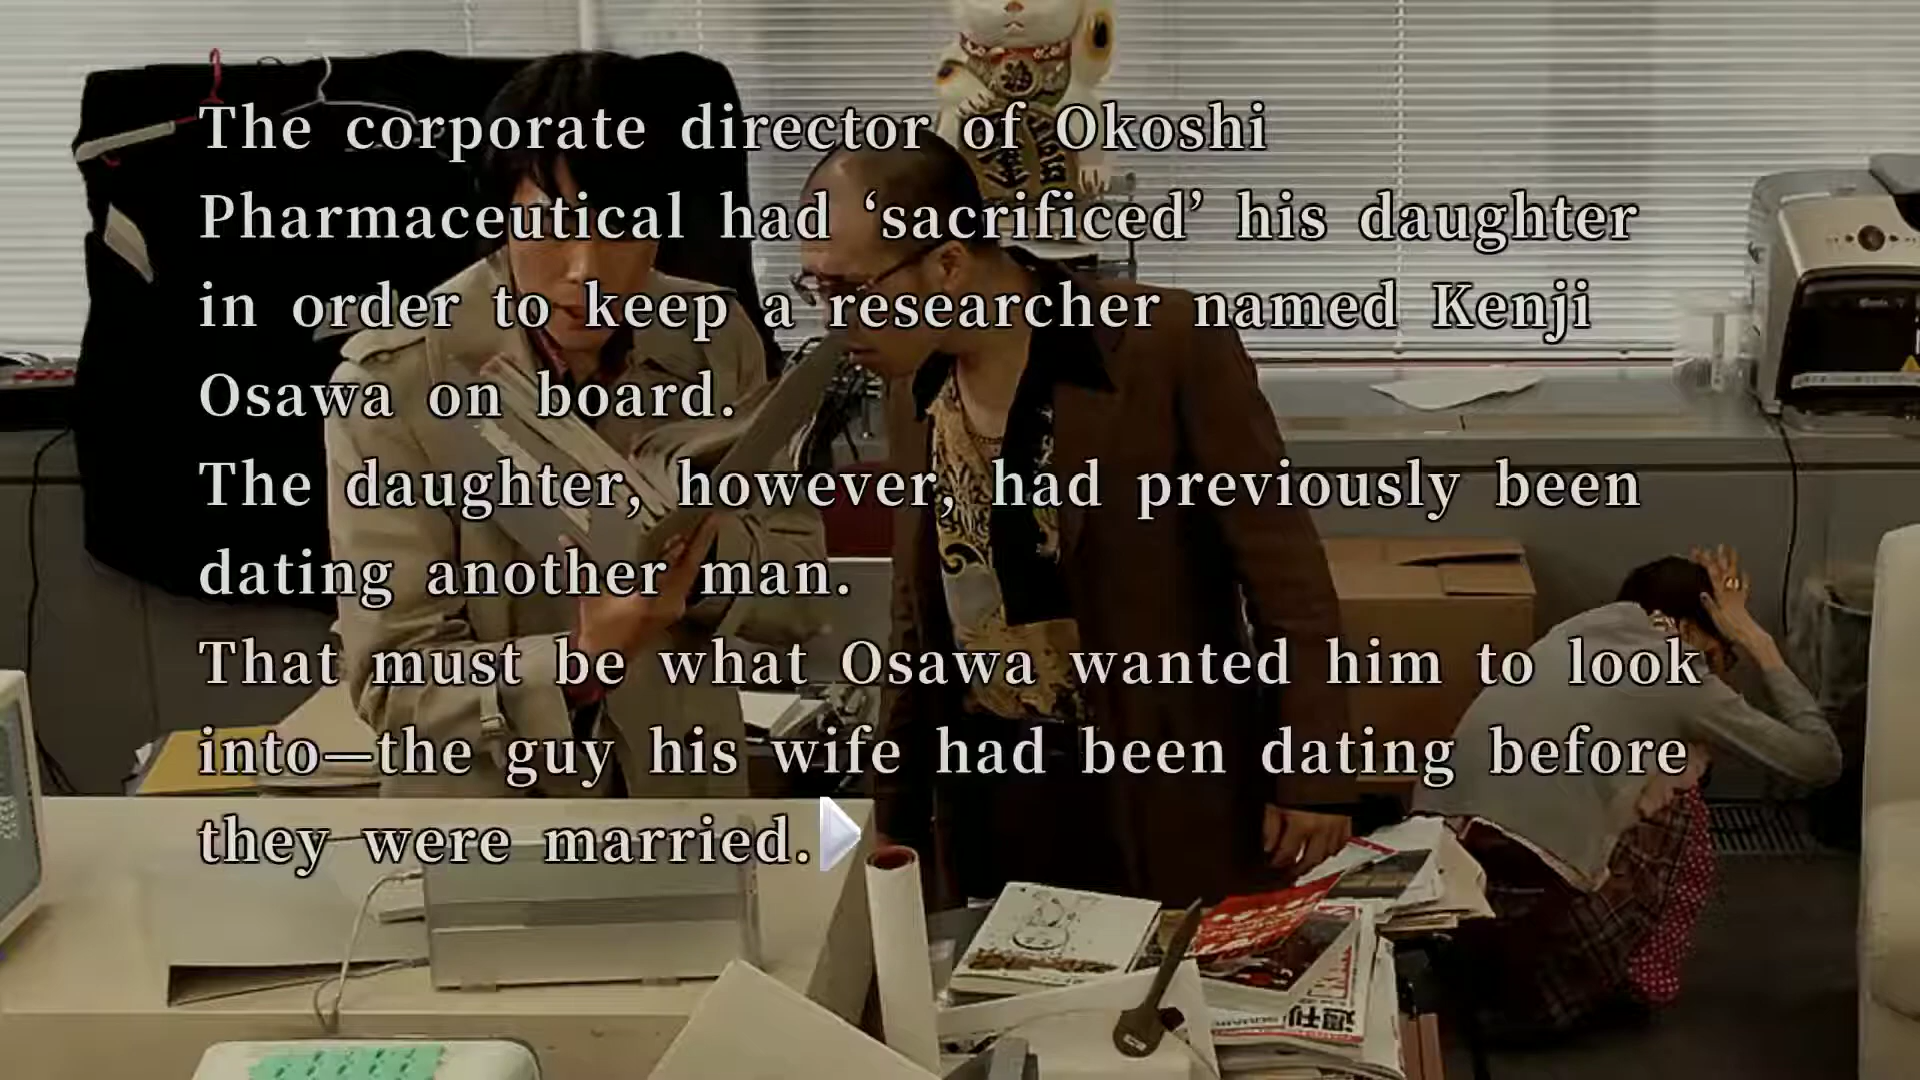 The corporate director of Okoshi
Pharmaceutical had ‘sacrificed’ his daughter
in order to keep a researcher named Kenji
Osawa on board.
The daughter, however, had previously been
dating another man.
That must be what Osawa wanted him to look
into—the guy his wife had been dating before
they were married.
週刊